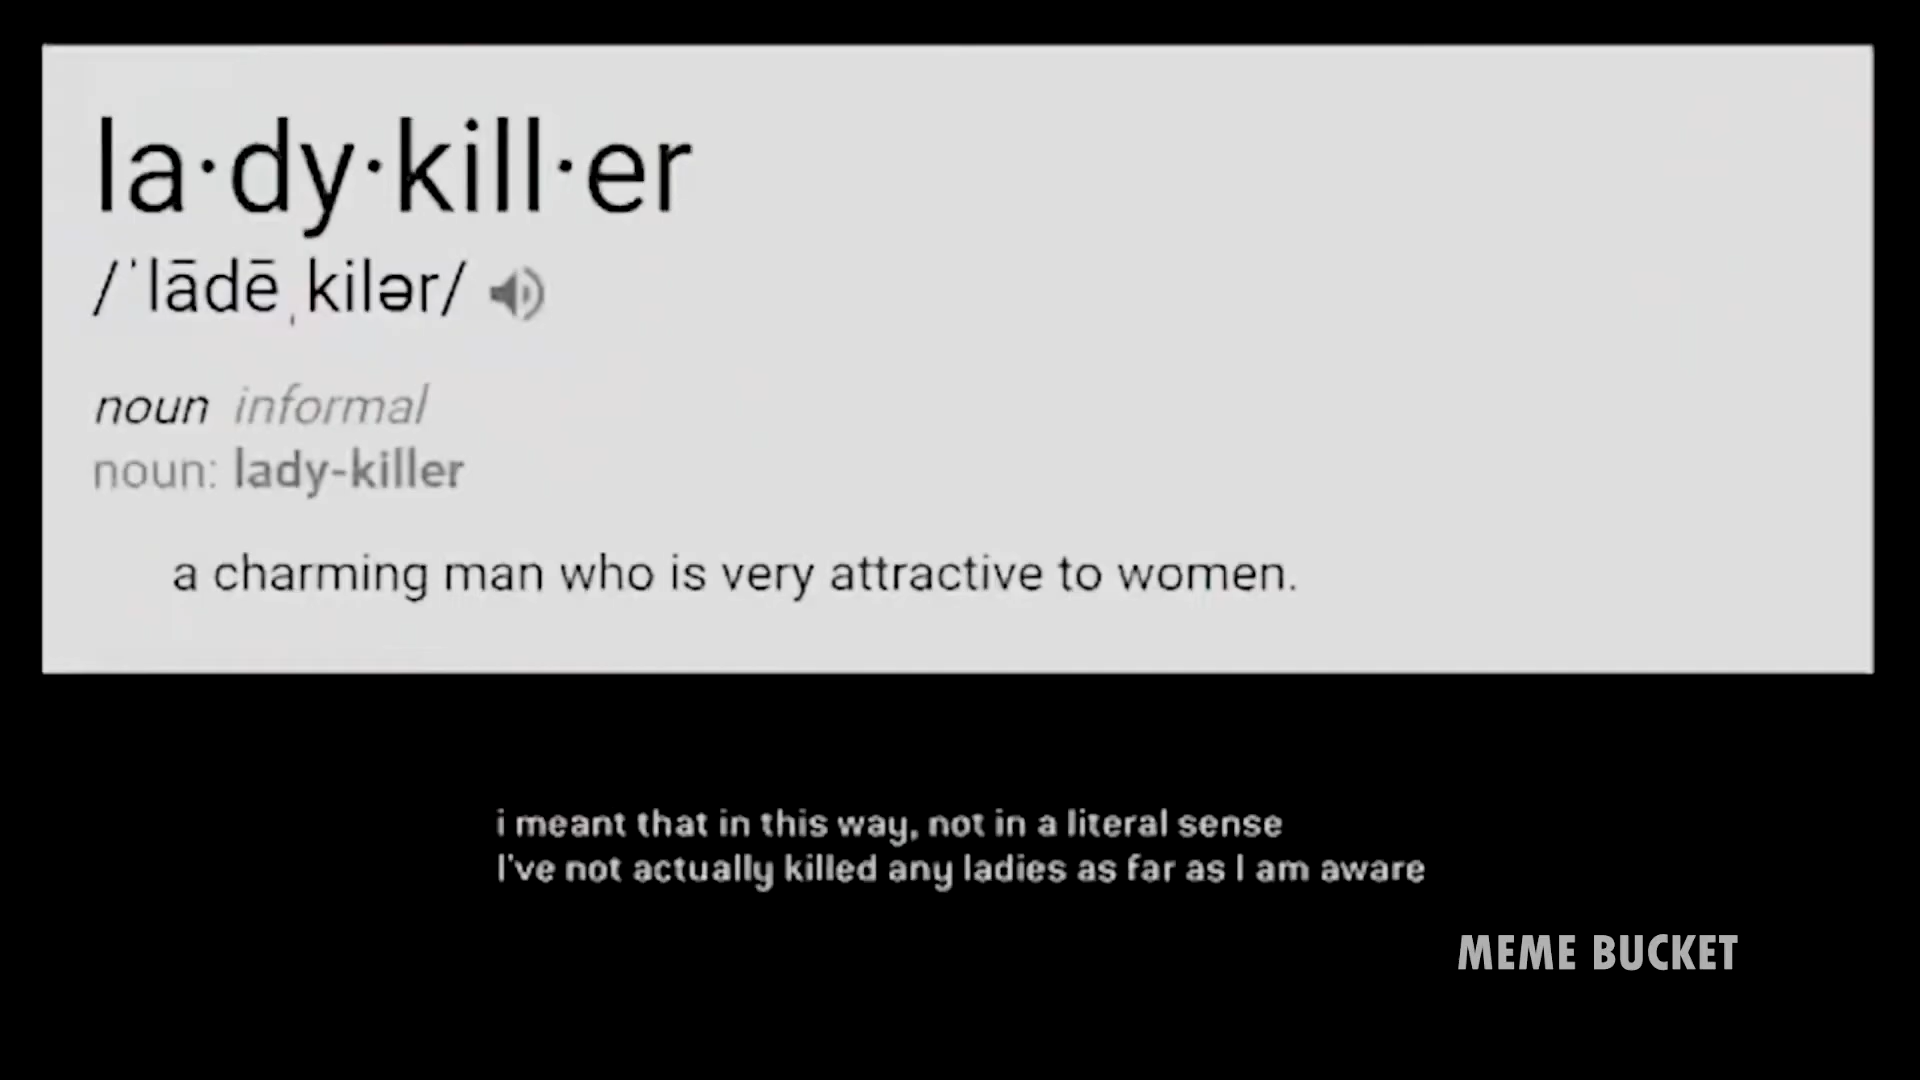 la·dy·kill·er
/ˈlādēˌkilər/
noun informal
noun: lady-killer
a charming man who is very attractive to women.
i meant that in this way, not in a literal sense
I've not actually killed any ladies as far as I am aware
MEME BUCKET